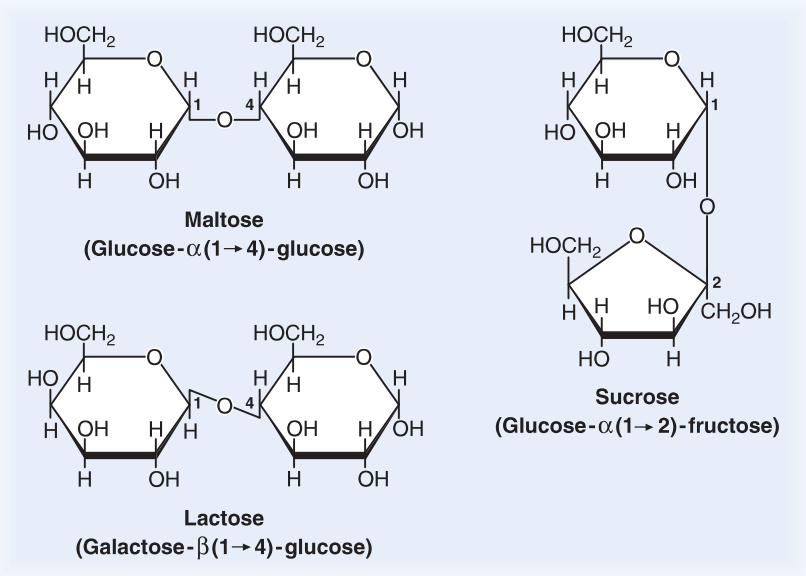 HOCH₂ O HOCH₂ O
H H H H H H
HO OH H 1 O 4 OH H OH
H OH H OH
Maltose
(Glucose-α(1→4)-glucose)
HOCH₂ O HOCH₂ O
HO H H H H
H OH H H 1 O 4 OH H OH
H OH H OH
Lactose
(Galactose-β(1→4)-glucose)
HOCH₂ O
H H H
HO OH H 1
H OH
O
HOCH₂ O
H H HO 2 CH₂OH
HO H
Sucrose
(Glucose-α(1→2)-fructose)